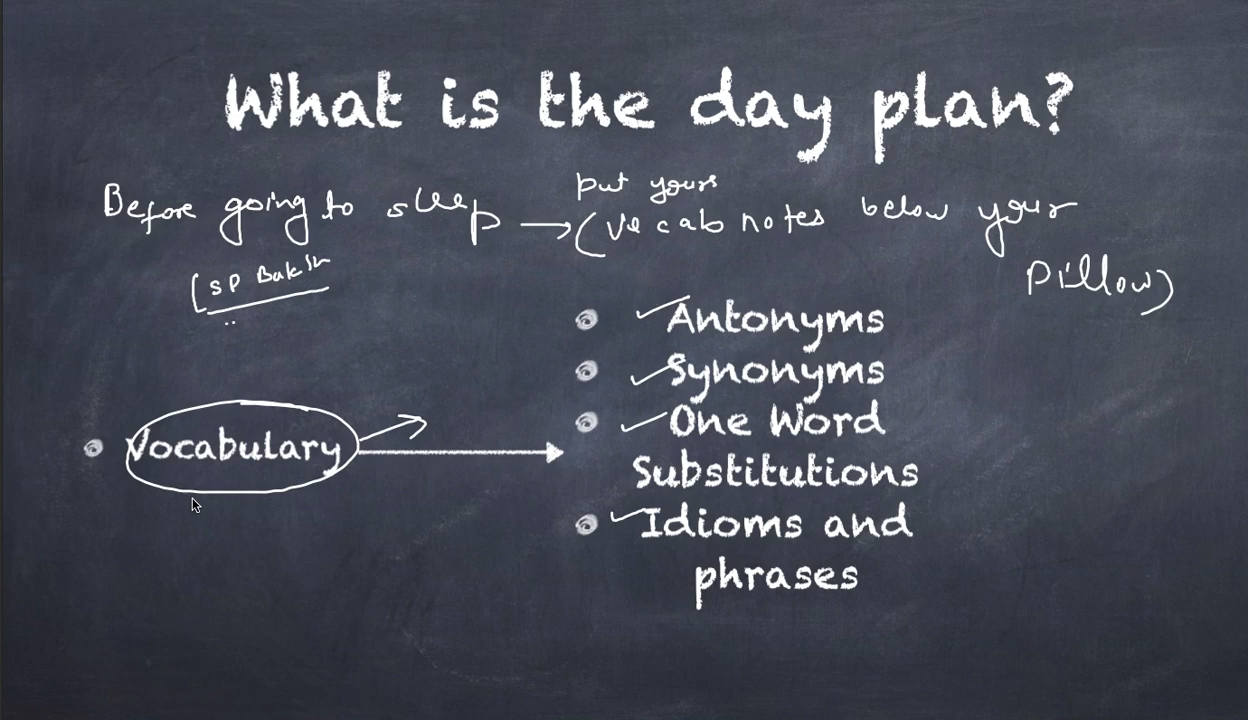 What is the day plan?
put yours
Before going to sleep → (Vocab notes below your
pillow)
(SP Bakshi
Antonyms
Synonyms
One Word
Substitutions
Vocabulary
Idioms and
phrases